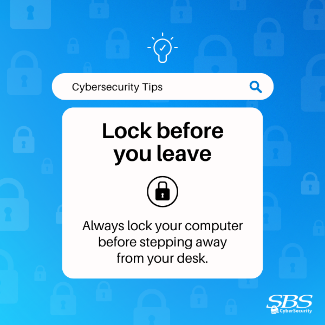 Cybersecurity Tips
Lock before
you leave
Always lock your computer
before stepping away
from your desk.
SBS
CyberSecurity